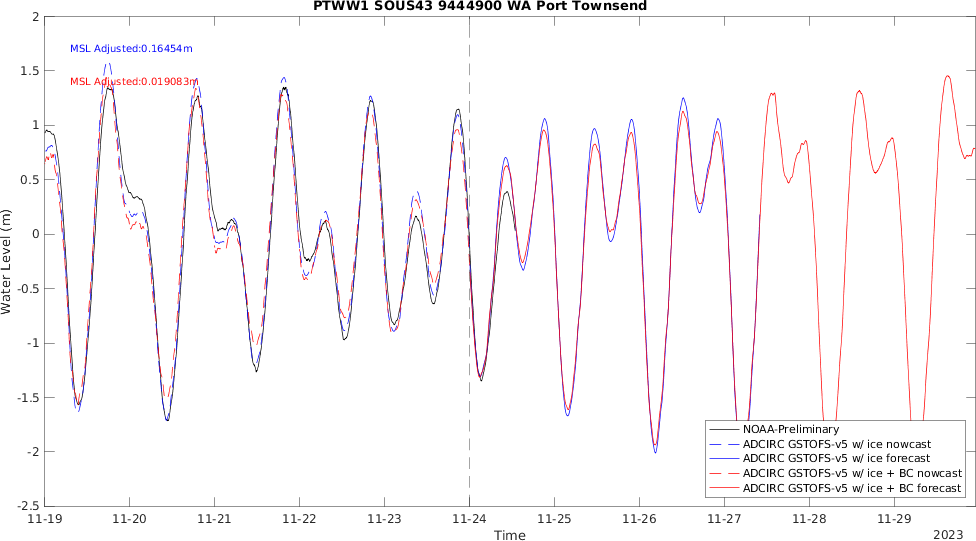 PTWW1 SOUS43 9444900 WA Port Townsend
MSL Adjusted:0.16454m
MSL Adjusted:0.019083m
2
1.5
1
0.5
0
-0.5
-1
-1.5
-2
-2.5
Water Level (m)
NOAA-Preliminary
ADCIRC GSTOFS-v5 w/ ice nowcast
ADCIRC GSTOFS-v5 w/ ice forecast
ADCIRC GSTOFS-v5 w/ ice + BC nowcast
ADCIRC GSTOFS-v5 w/ ice + BC forecast
11-19 11-20 11-21 11-22 11-23 11-24 11-25 11-26 11-27 11-28 11-29
Time
2023